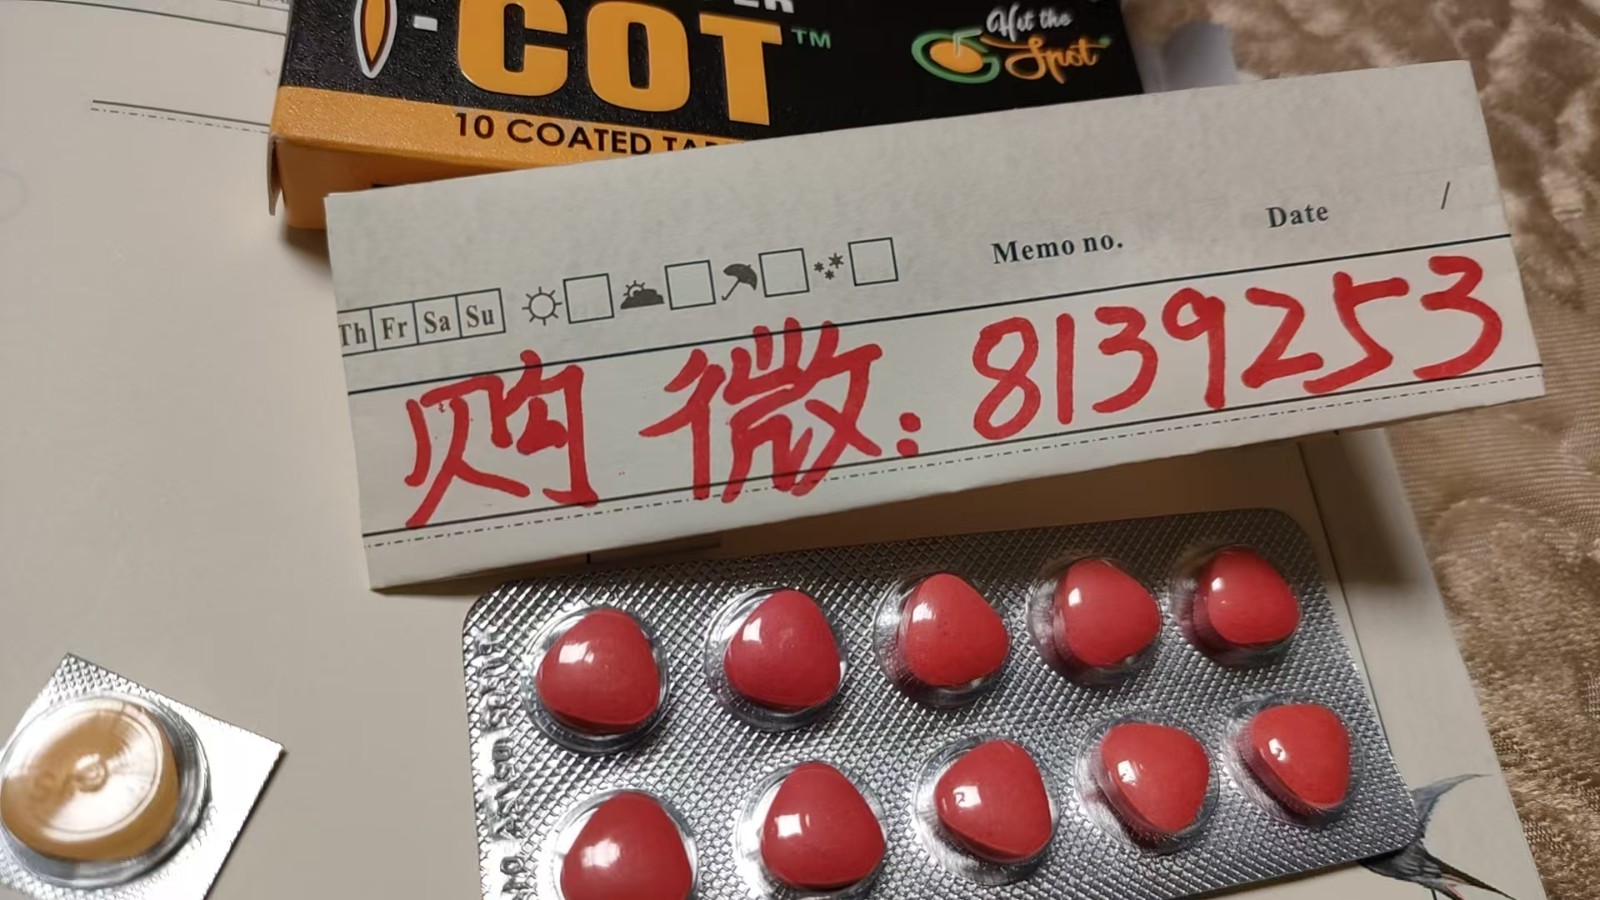 -COT™
Hit the
Spot
10 COATED TA
Memo no.
Date /
Th Fr Sa Su
购 微:8139253